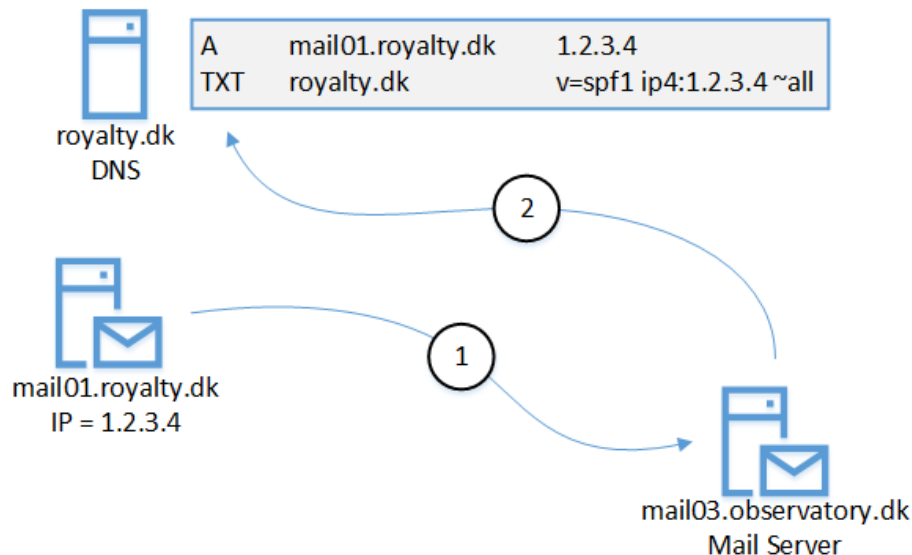 A mail01.royalty.dk 1.2.3.4
TXT royalty.dk v=spf1 ip4:1.2.3.4 ~all
royalty.dk
DNS
2
1
mail01.royalty.dk
IP = 1.2.3.4
mail03.observatory.dk
Mail Server